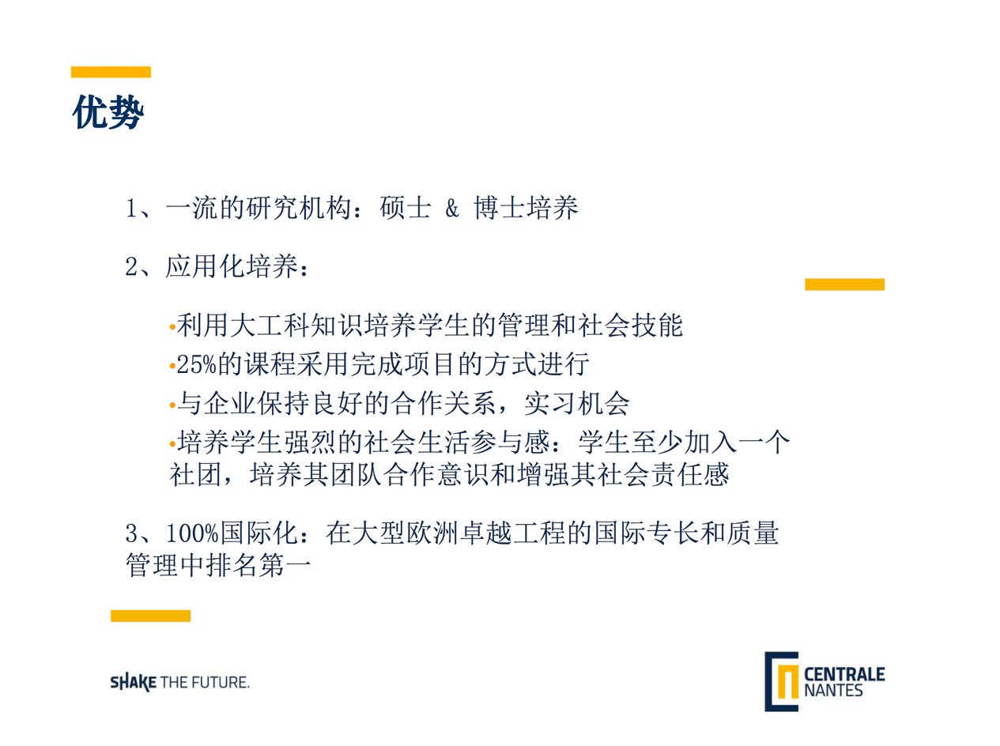 优势
1、一流的研究机构：硕士 & 博士培养
2、应用化培养：
•利用大工科知识培养学生的管理和社会技能
•25%的课程采用完成项目的方式进行
•与企业保持良好的合作关系，实习机会
•培养学生强烈的社会生活参与感：学生至少加入一个
社团，培养其团队合作意识和增强其社会责任感
3、100%国际化：在大型欧洲卓越工程的国际专长和质量
管理中排名第一
SHAKE THE FUTURE.
CENTRALE
NANTES